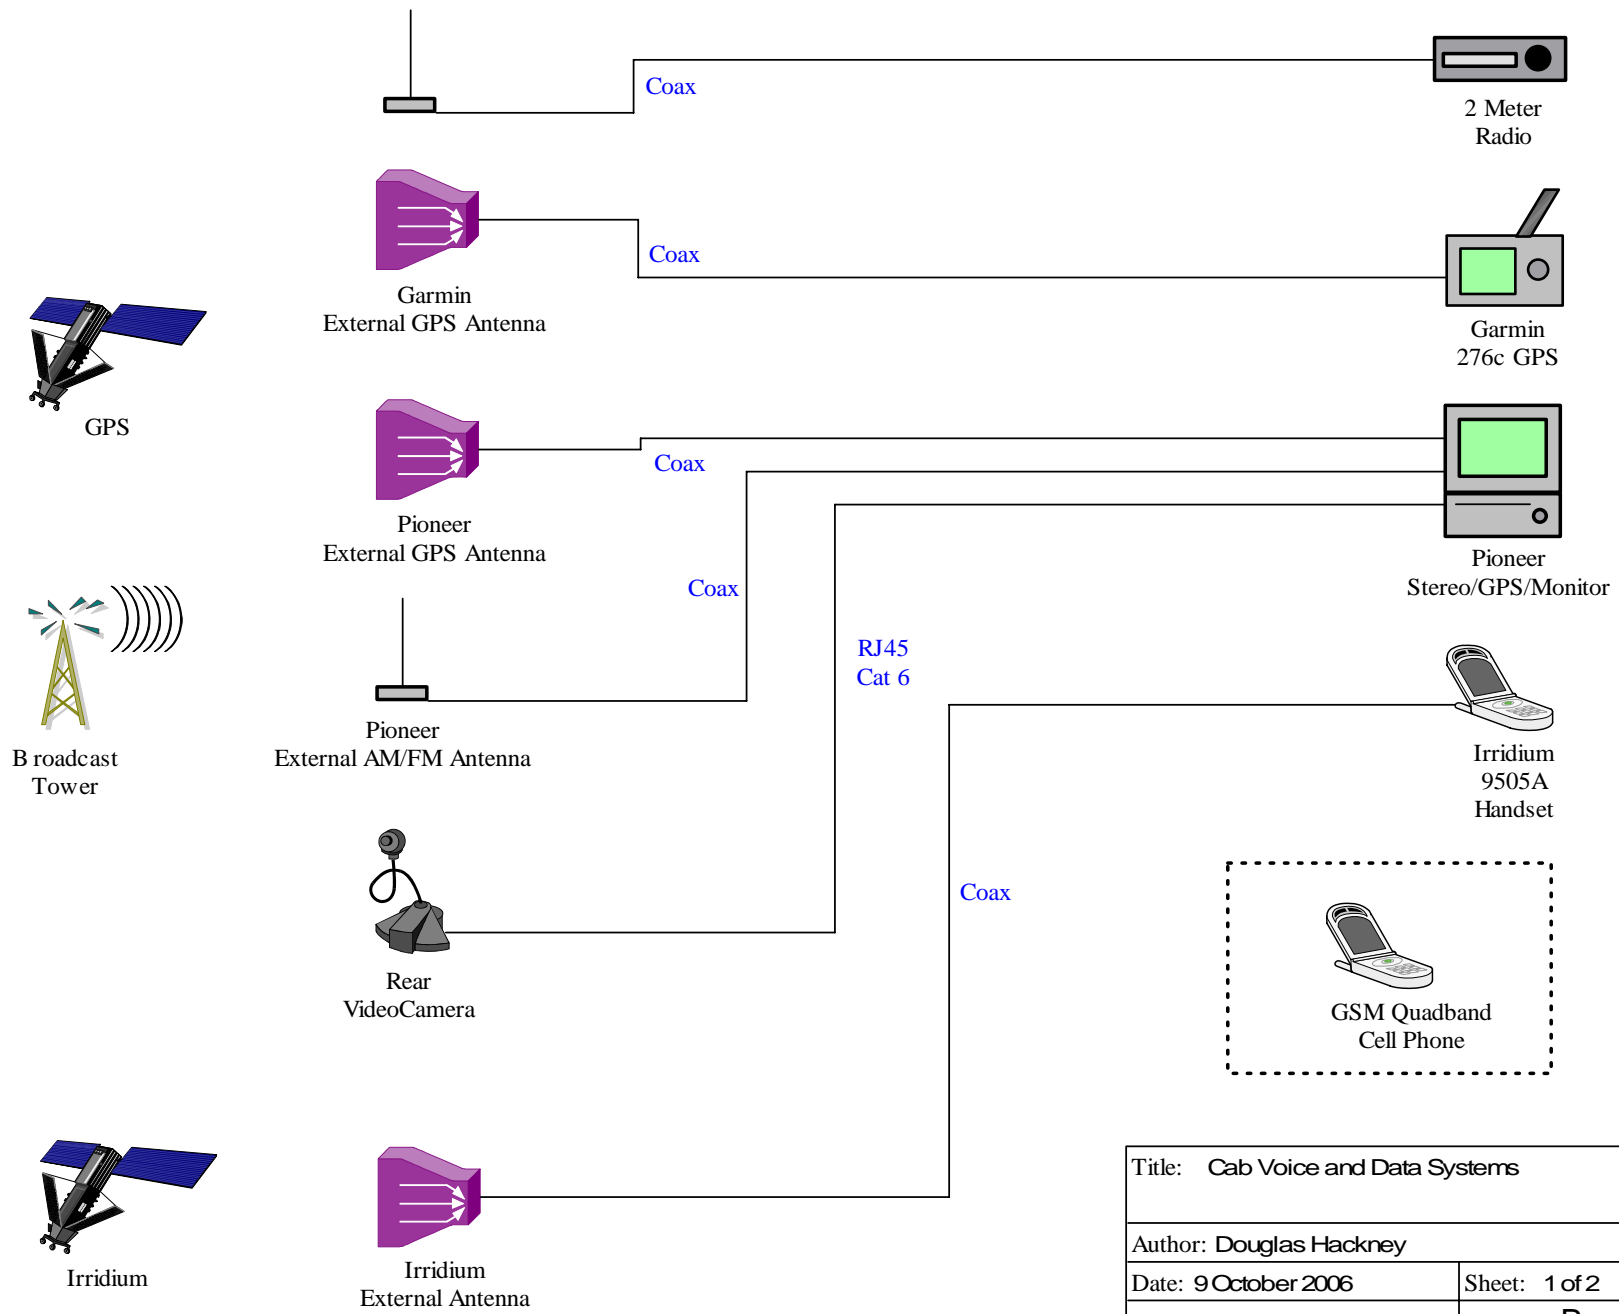 Coax
2 Meter
Radio
Coax
Garmin
External GPS Antenna
Garmin
276c GPS
GPS
Coax
Pioneer
External GPS Antenna
Pioneer
Stereo/GPS/Monitor
Coax
RJ45
Cat 6
Pioneer
External AM/FM Antenna
Broadcast
Tower
Irridium
9505A
Handset
Coax
Rear
VideoCamera
GSM Quadband
Cell Phone
Irridium
Irridium
External Antenna
Title: Cab Voice and Data Systems
Author: Douglas Hackney
Date: 9 October 2006
Sheet: 1 of 2